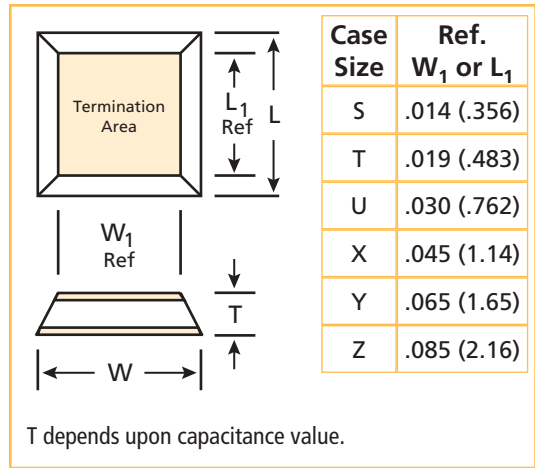 Termination
Area
L₁
Ref
L
W₁
Ref
T
W
Case Size Ref. W₁ or L₁
S .014 (.356)
T .019 (.483)
U .030 (.762)
X .045 (1.14)
Y .065 (1.65)
Z .085 (2.16)
T depends upon capacitance value.